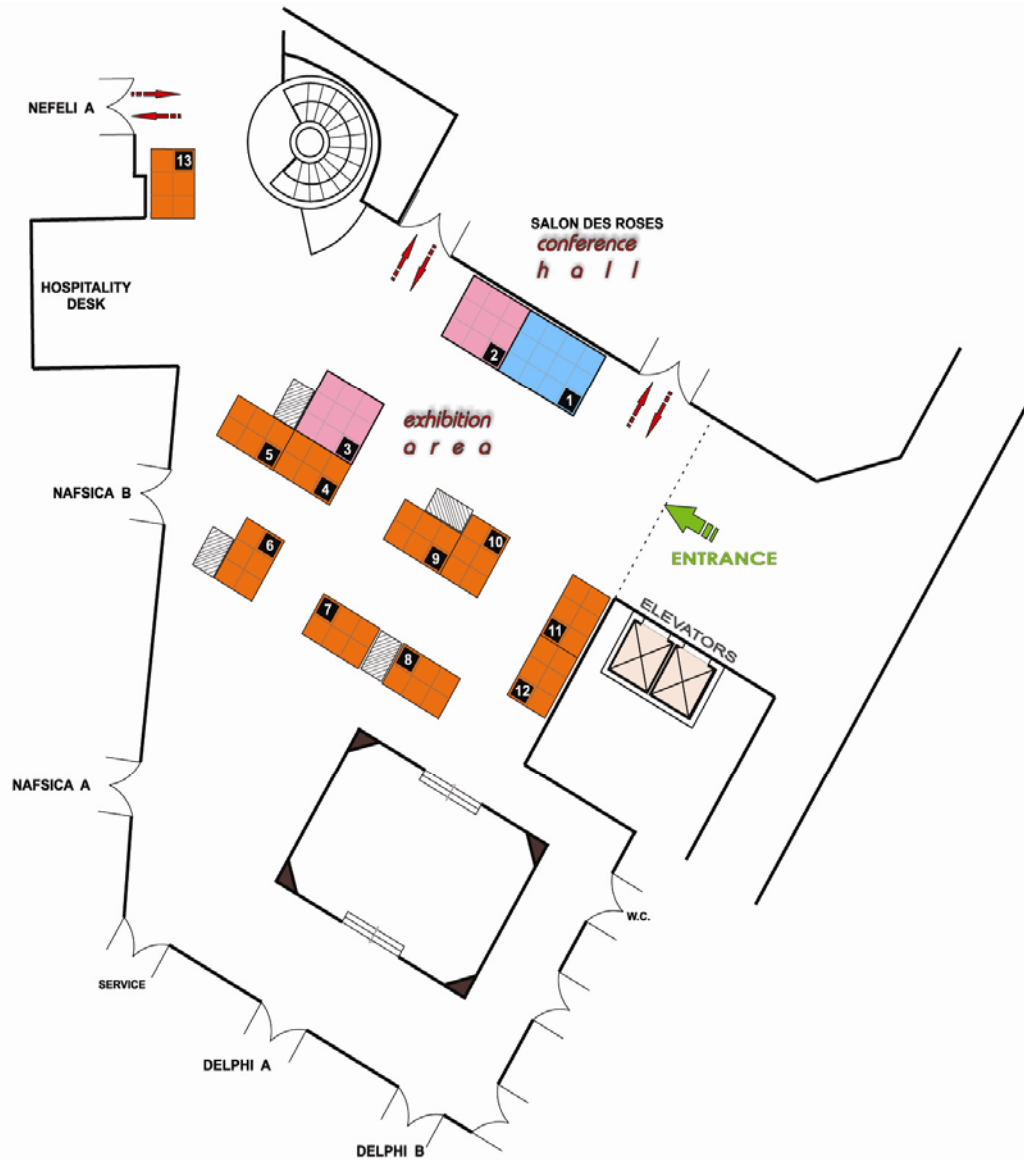 NEFELI A
13
SALON DES ROSES
conference
hall
HOSPITALITY
DESK
2
1
exhibition
area
3
5
4
NAFSICA B
10
9
6
ENTRANCE
ELEVATORS
7
11
8
12
NAFSICA A
W.C.
SERVICE
DELPHI A
DELPHI B